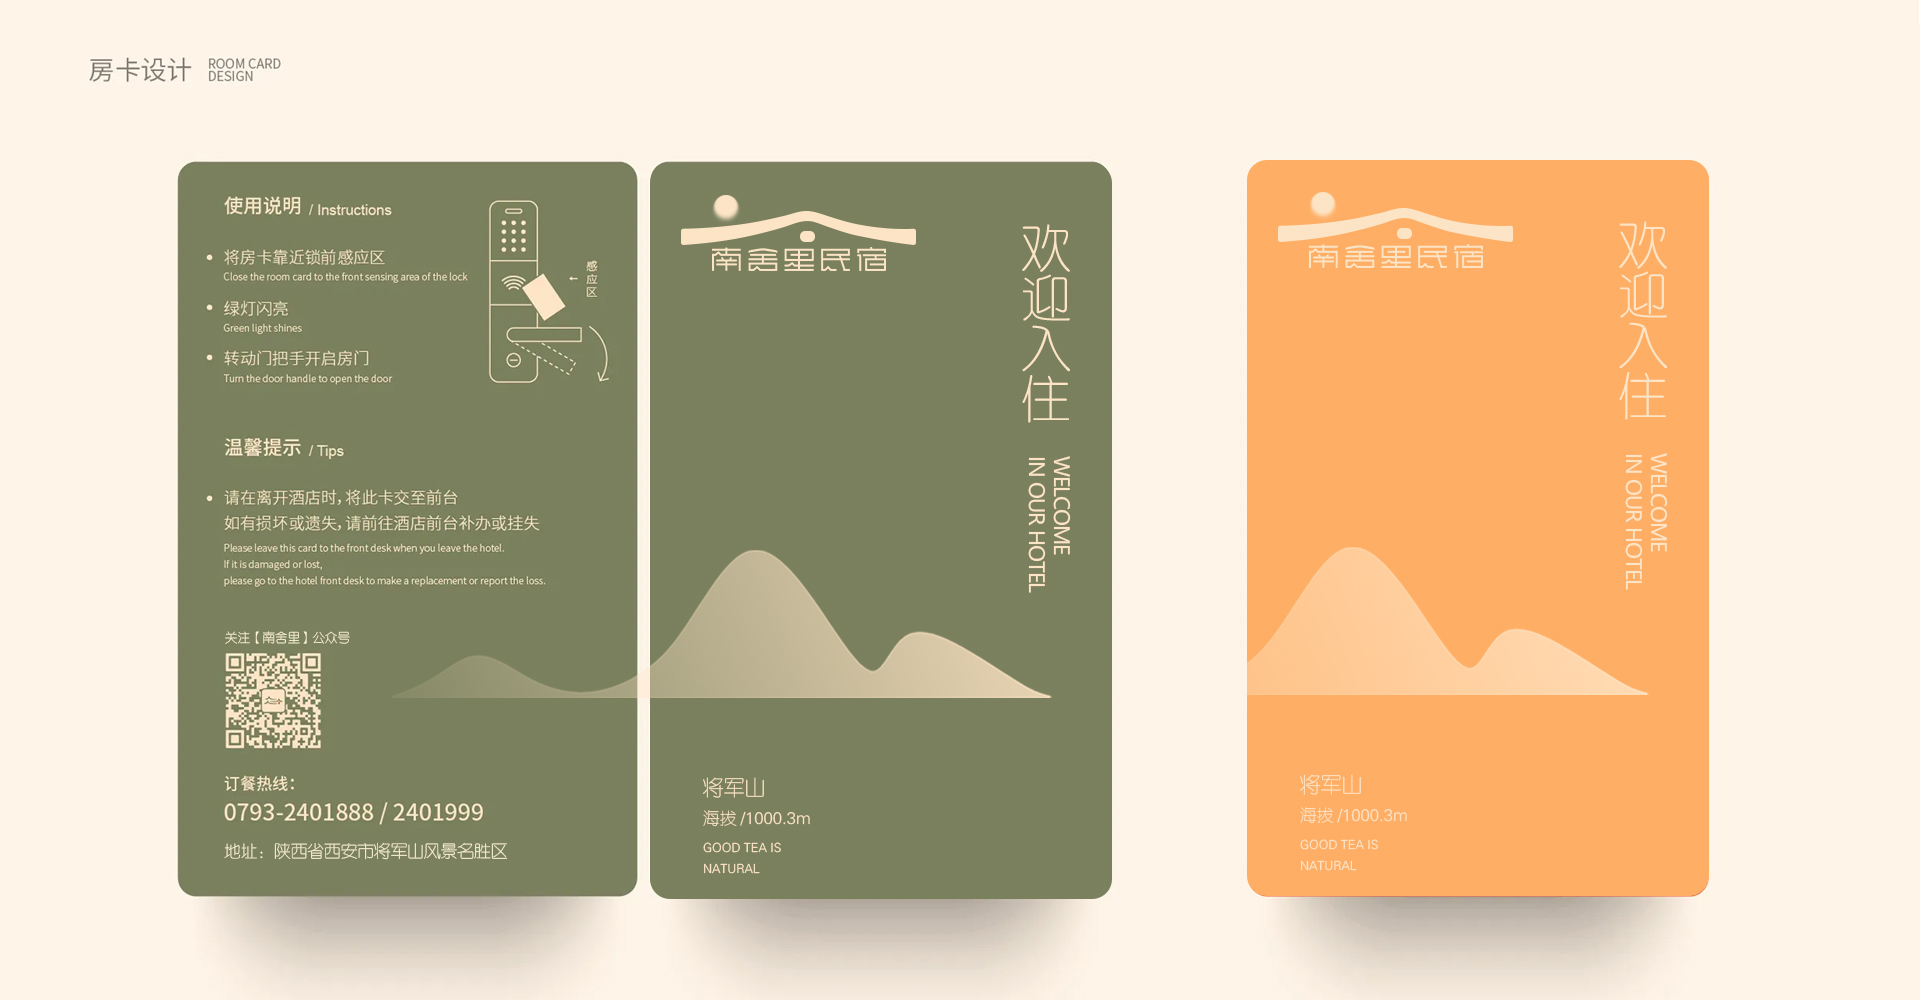 房卡设计
ROOM CARD
DESIGN
使用说明 / Instructions
将房卡靠近锁前感应区
Close the room card to the front sensing area of the lock
绿灯闪亮
Green light shines
转动门把手开启房门
Turn the door handle to open the door
←
感应区
温馨提示 / Tips
请在离开酒店时,将此卡交至前台
如有损坏或遗失,请前往酒店前台补办或挂失
Please leave this card to the front desk when you leave the hotel.
If it is damaged or lost,
please go to the hotel front desk to make a replacement or report the loss.
关注【南舍里】公众号
订餐热线：
0793-2401888 / 2401999
地址：陕西省西安市将军山风景名胜区
南舍里民宿
欢迎入住
WELCOME
IN OUR HOTEL
将军山
海拔 /1000.3m
GOOD TEA IS
NATURAL
南舍里民宿
欢迎入住
WELCOME
IN OUR HOTEL
将军山
海拔 /1000.3m
GOOD TEA IS
NATURAL